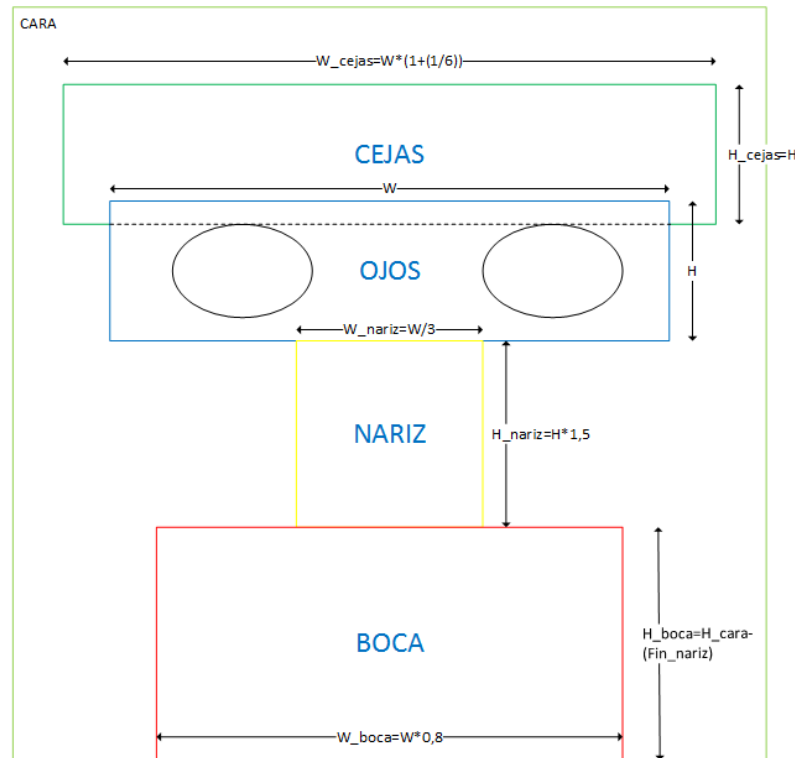 CARA
W_cejas=W*(1+(1/6))
CEJAS
H_cejas=H
W
OJOS
H
W_nariz=W/3
NARIZ
H_nariz=H*1,5
BOCA
H_boca=H_cara-
(Fin_nariz)
W_boca=W*0,8